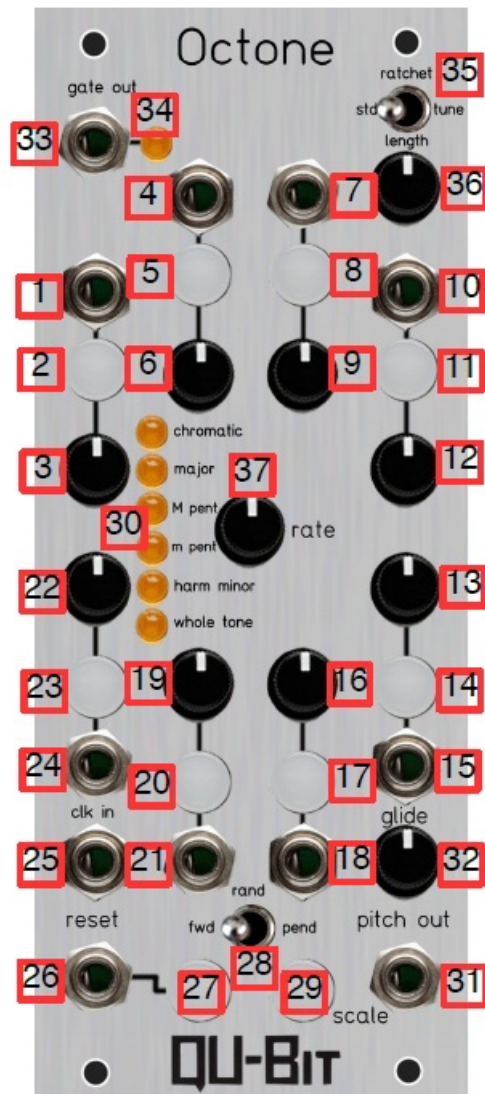 Octone
ratchet
35
gate out
34
std
tune
33
length
4
7
36
5
8
1
10
2
6
9
11
chromatic
3
major
37
12
M pent
30
rate
m pent
22
harm minor
13
whole tone
23
19
16
14
24
20
17
15
clk in
glide
25
21
18
32
rand
reset
fwd
pend
pitch out
26
28
27
29
31
scale
QU-BIT